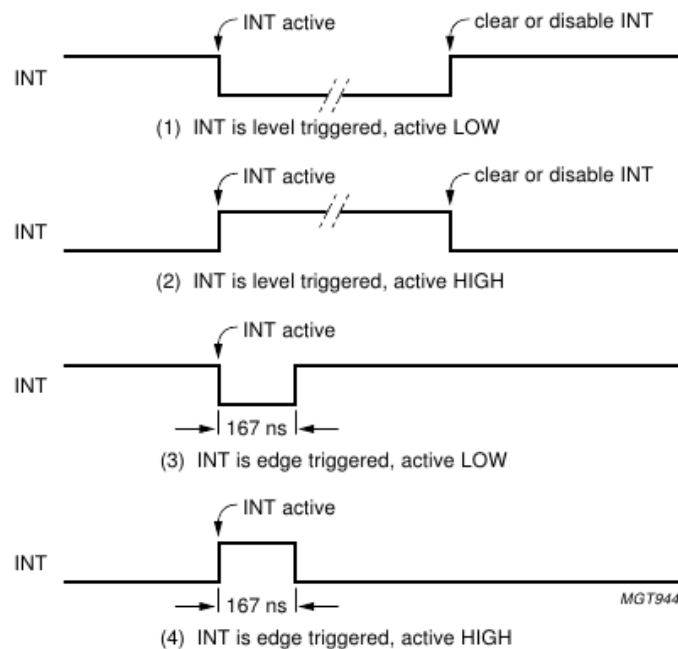 INT active
clear or disable INT
INT
(1) INT is level triggered, active LOW
INT active
clear or disable INT
INT
(2) INT is level triggered, active HIGH
INT active
INT
167 ns
(3) INT is edge triggered, active LOW
INT active
INT
167 ns
MGT944
(4) INT is edge triggered, active HIGH